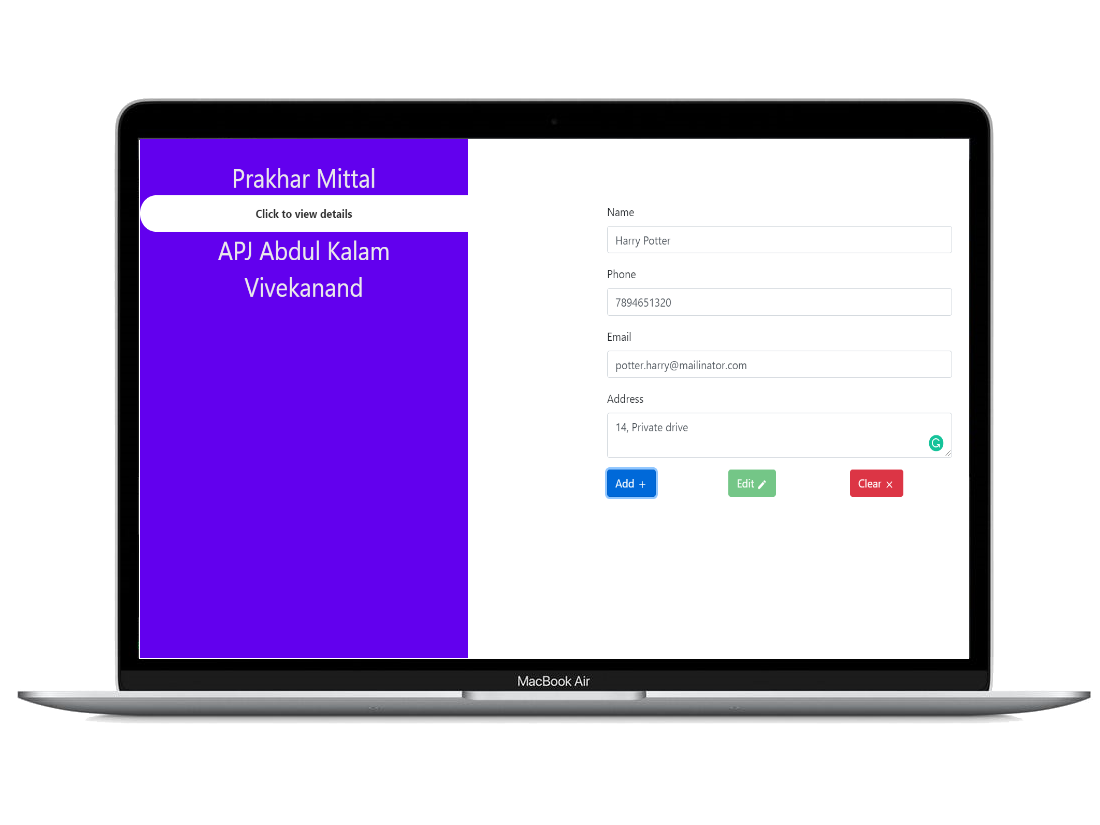 Prakhar Mittal
Click to view details
APJ Abdul Kalam
Vivekanand
Name
Harry Potter
Phone
7894651320
Email
potter.harry@mailinator.com
Address
14, Private drive
Add +
Edit
Clear ×
MacBook Air